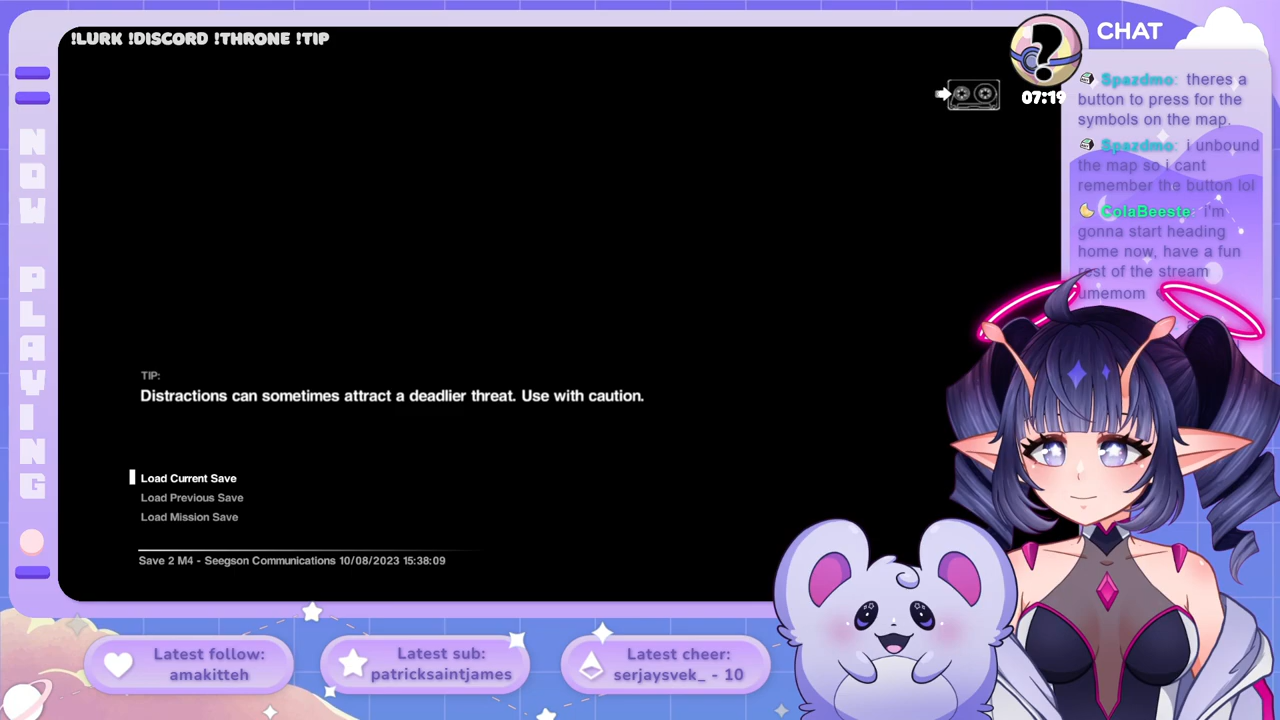 !LURK !DISCORD !THRONE !TIP
NOW PLAYING
TIP:
Distractions can sometimes attract a deadlier threat. Use with caution.
Load Current Save
Load Previous Save
Load Mission Save
Save 2 M4 - Seegson Communications 10/08/2023 15:38:09
?
07:19
CHAT
Spazdmo: theres a
button to press for the
symbols on the map.
Spazdmo: i unbound
the map so i cant
remember the button lol
ColaBeeste: i'm
gonna start heading
home now, have a fun
rest of the stream
umemom
Latest follow:
amakitteh
Latest sub:
patricksaintjames
Latest cheer:
serjaysvek_ - 10